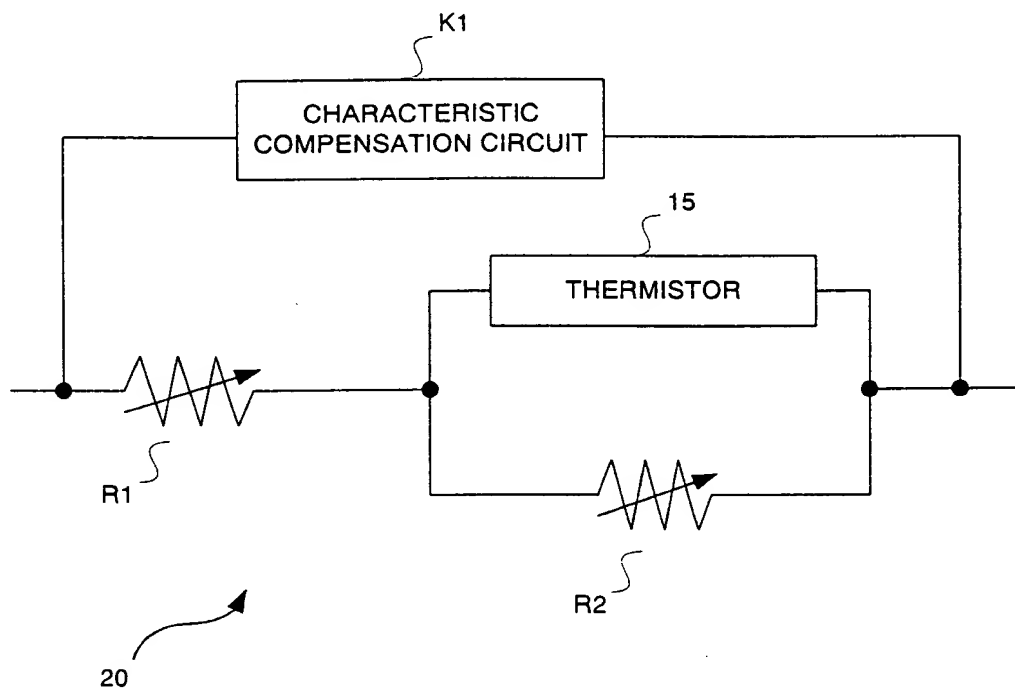 K1
CHARACTERISTIC
COMPENSATION CIRCUIT
15
THERMISTOR
R1
R2
20